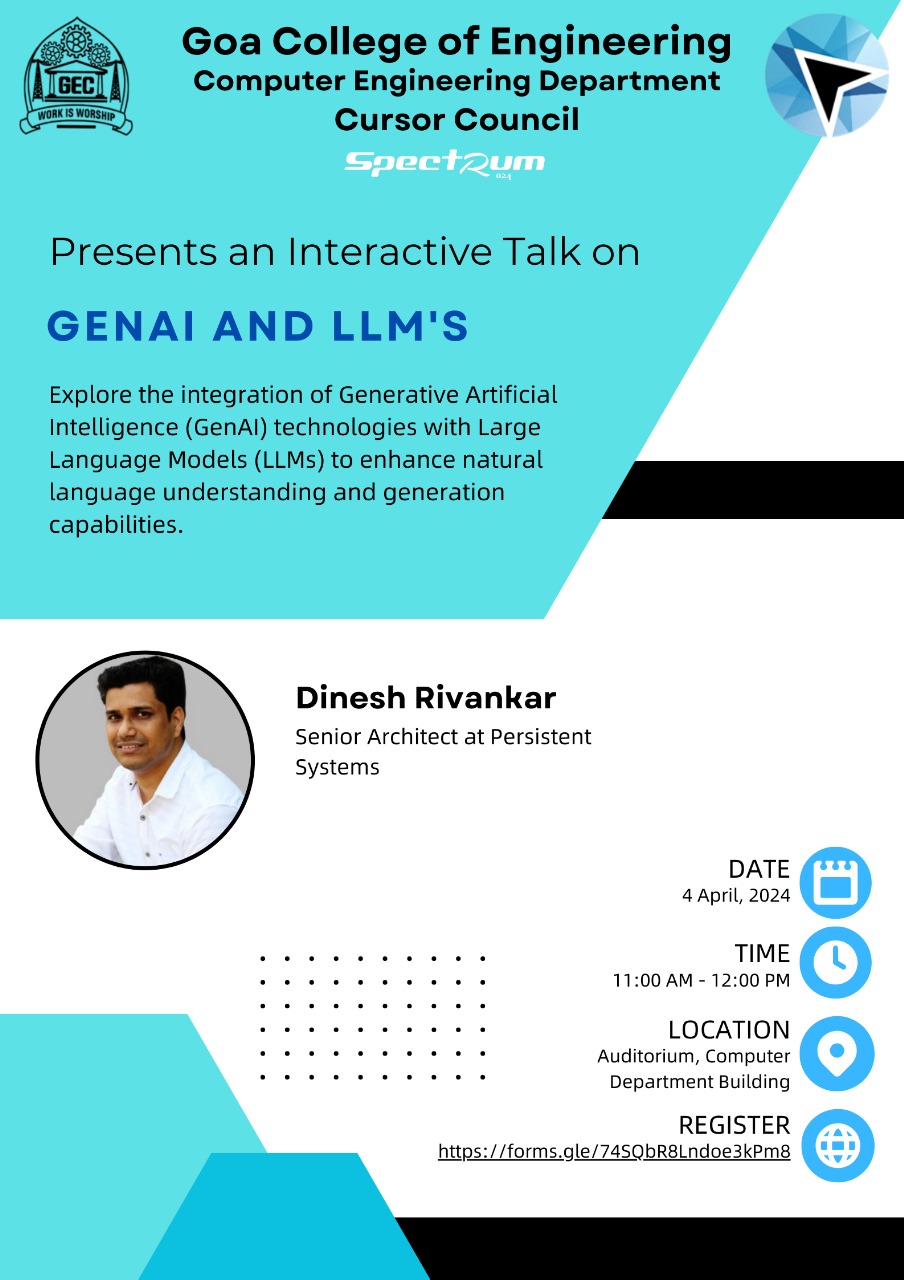 GEC
WORK IS WORSHIP
Goa College of Engineering
Computer Engineering Department
Cursor Council
SpectRum
024
Presents an Interactive Talk on
GENAI AND LLM'S
Explore the integration of Generative Artificial
Intelligence (GenAI) technologies with Large
Language Models (LLMs) to enhance natural
language understanding and generation
capabilities.
Dinesh Rivankar
Senior Architect at Persistent
Systems
DATE
4 April, 2024
TIME
11:00 AM - 12:00 PM
LOCATION
Auditorium, Computer
Department Building
REGISTER
https://forms.gle/74SQbR8Lndoe3kPm8